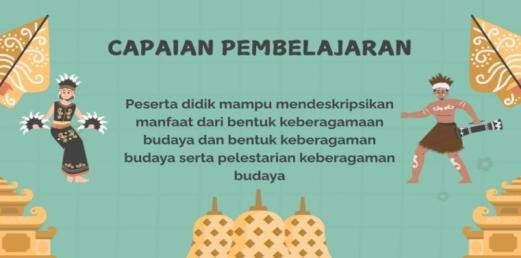 CAPAIAN PEMBELAJARAN
Peserta didik mampu mendeskripsikan
manfaat dari bentuk keberagamaan
budaya dan bentuk keberagaman
budaya serta pelestarian keberagaman
budaya